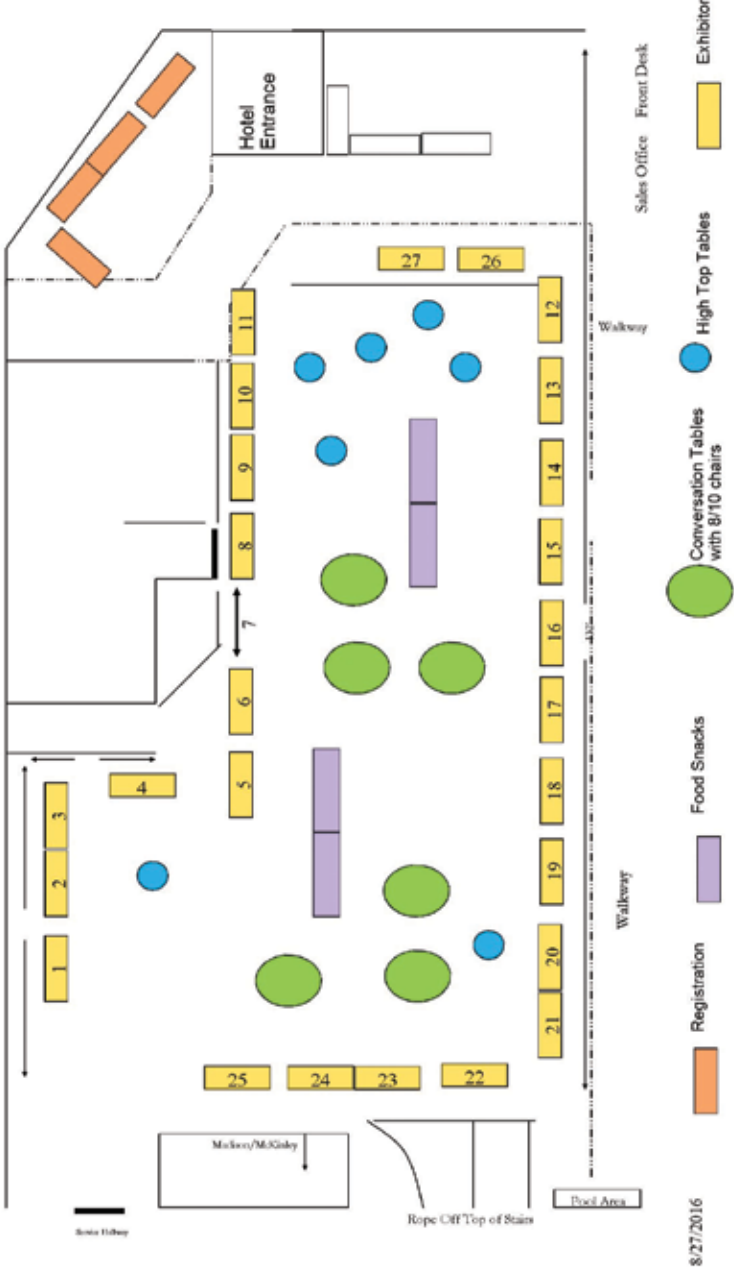 Hotel
Entrance
Sales Office Front Desk
27
26
11
10
9
8
7
6
5
12
13
14
15
16
17
18
19
20
21
Walkway
Walkway
3
2
1
4
25
24
23
22
Madison/McKinley
Service Hallway
Rope Off Top of Stairs
Pool Area
8/27/2016
Registration
Food Snacks
Conversation Tables
with 8/10 chairs
High Top Tables
Exhibitor